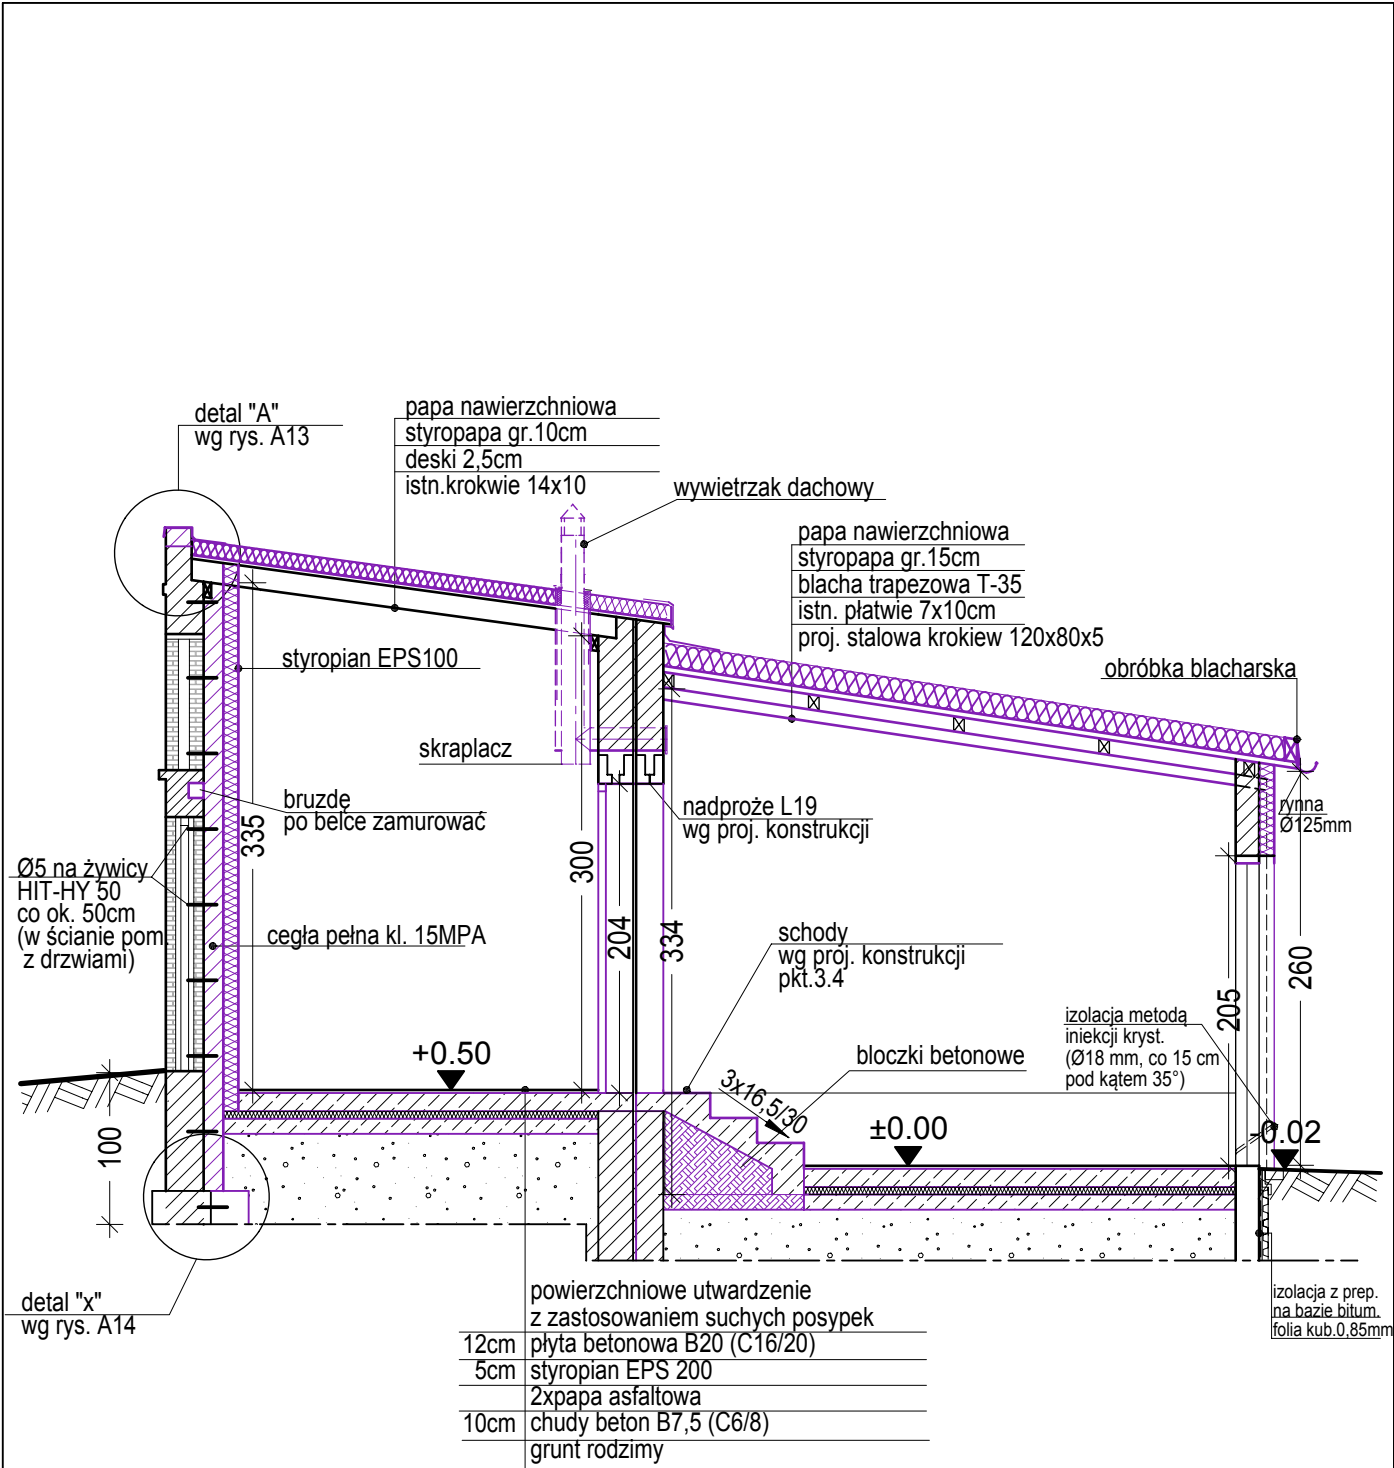 detal "A"
wg rys. A13
papa nawierzchniowa
styropapa gr.10cm
deski 2,5cm
istn.krokwie 14x10
wywietrzak dachowy
papa nawierzchniowa
styropapa gr.15cm
blacha trapezowa T-35
istn. płatwie 7x10cm
proj. stalowa krokiew 120x80x5
obróbka blacharska
styropian EPS100
skraplacz
bruzdę
po belce zamurować
335
300
204
334
nadproże L19
wg proj. konstrukcji
rynna
Ø125mm
Ø5 na żywicy
HIT-HY 50
co ok. 50cm
(w ścianie pom.
z drzwiami)
cegła pełna kl. 15MPA
schody
wg proj. konstrukcji
pkt.3.4
205
260
izolacja metodą
iniekcji kryst.
(Ø18 mm, co 15 cm
pod kątem 35°)
+0.50
bloczki betonowe
3x16,5/30
±0.00
-0.02
100
detal "x"
wg rys. A14
powierzchniowe utwardzenie
z zastosowaniem suchych posypek
12cm płyta betonowa B20 (C16/20)
5cm styropian EPS 200
2xpapa asfaltowa
10cm chudy beton B7,5 (C6/8)
grunt rodzimy
izolacja z prep.
na bazie bitum.
folia kub.0,85mm